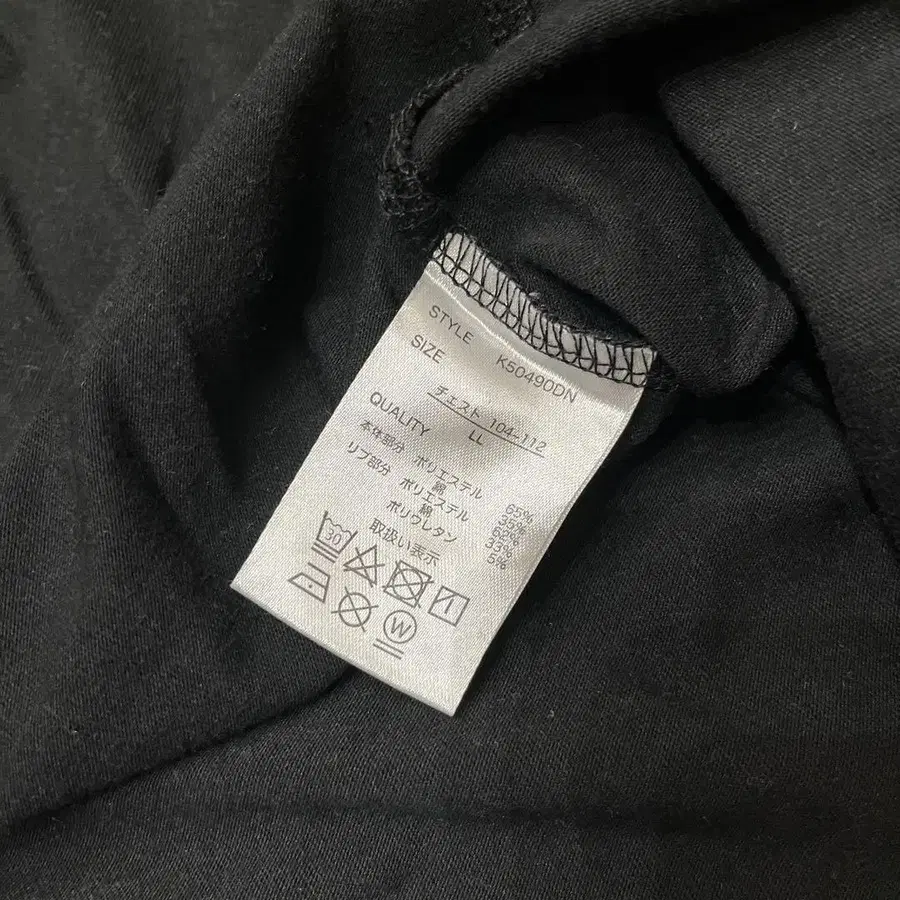 STYLE K50490DN
SIZE
チェスト 104-112
LL
QUALITY
本体部分 ポリエステル 65%
綿 35%
リブ部分 ポリエステル 62%
綿 33%
ポリウレタン 5%
取扱い表示
30
W